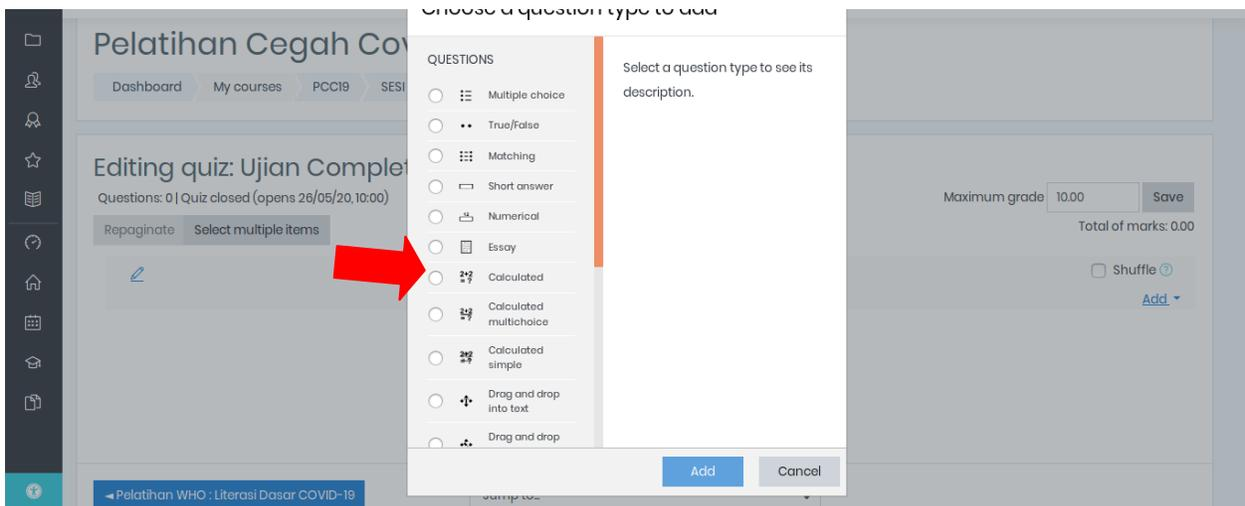 Choose a question type to add
Pelatihan Cegah Cov
Dashboard My courses PCC19 SESI
QUESTIONS
Multiple choice
True/False
Matching
Short answer
Numerical
Essay
Calculated
Calculated
multichoice
Calculated
simple
Drag and drop
into text
Drag and drop
Select a question type to see its
description.
Editing quiz: Ujian Complet
Questions: 0 | Quiz closed (opens 26/05/20, 10:00)
Repaginate Select multiple items
Maximum grade 10.00 Save
Total of marks: 0.00
Shuffle
Add
Add Cancel
◄ Pelatihan WHO : Literasi Dasar COVID-19
Jump to...